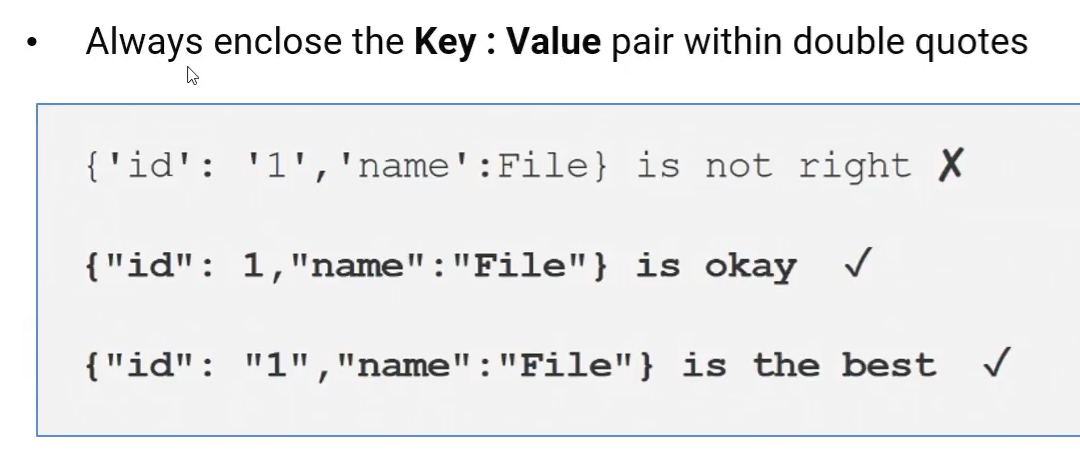 • Always enclose the Key : Value pair within double quotes
{'id': '1','name':File} is not right ✗
{"id": 1,"name":"File"} is okay ✓
{"id": "1","name":"File"} is the best ✓